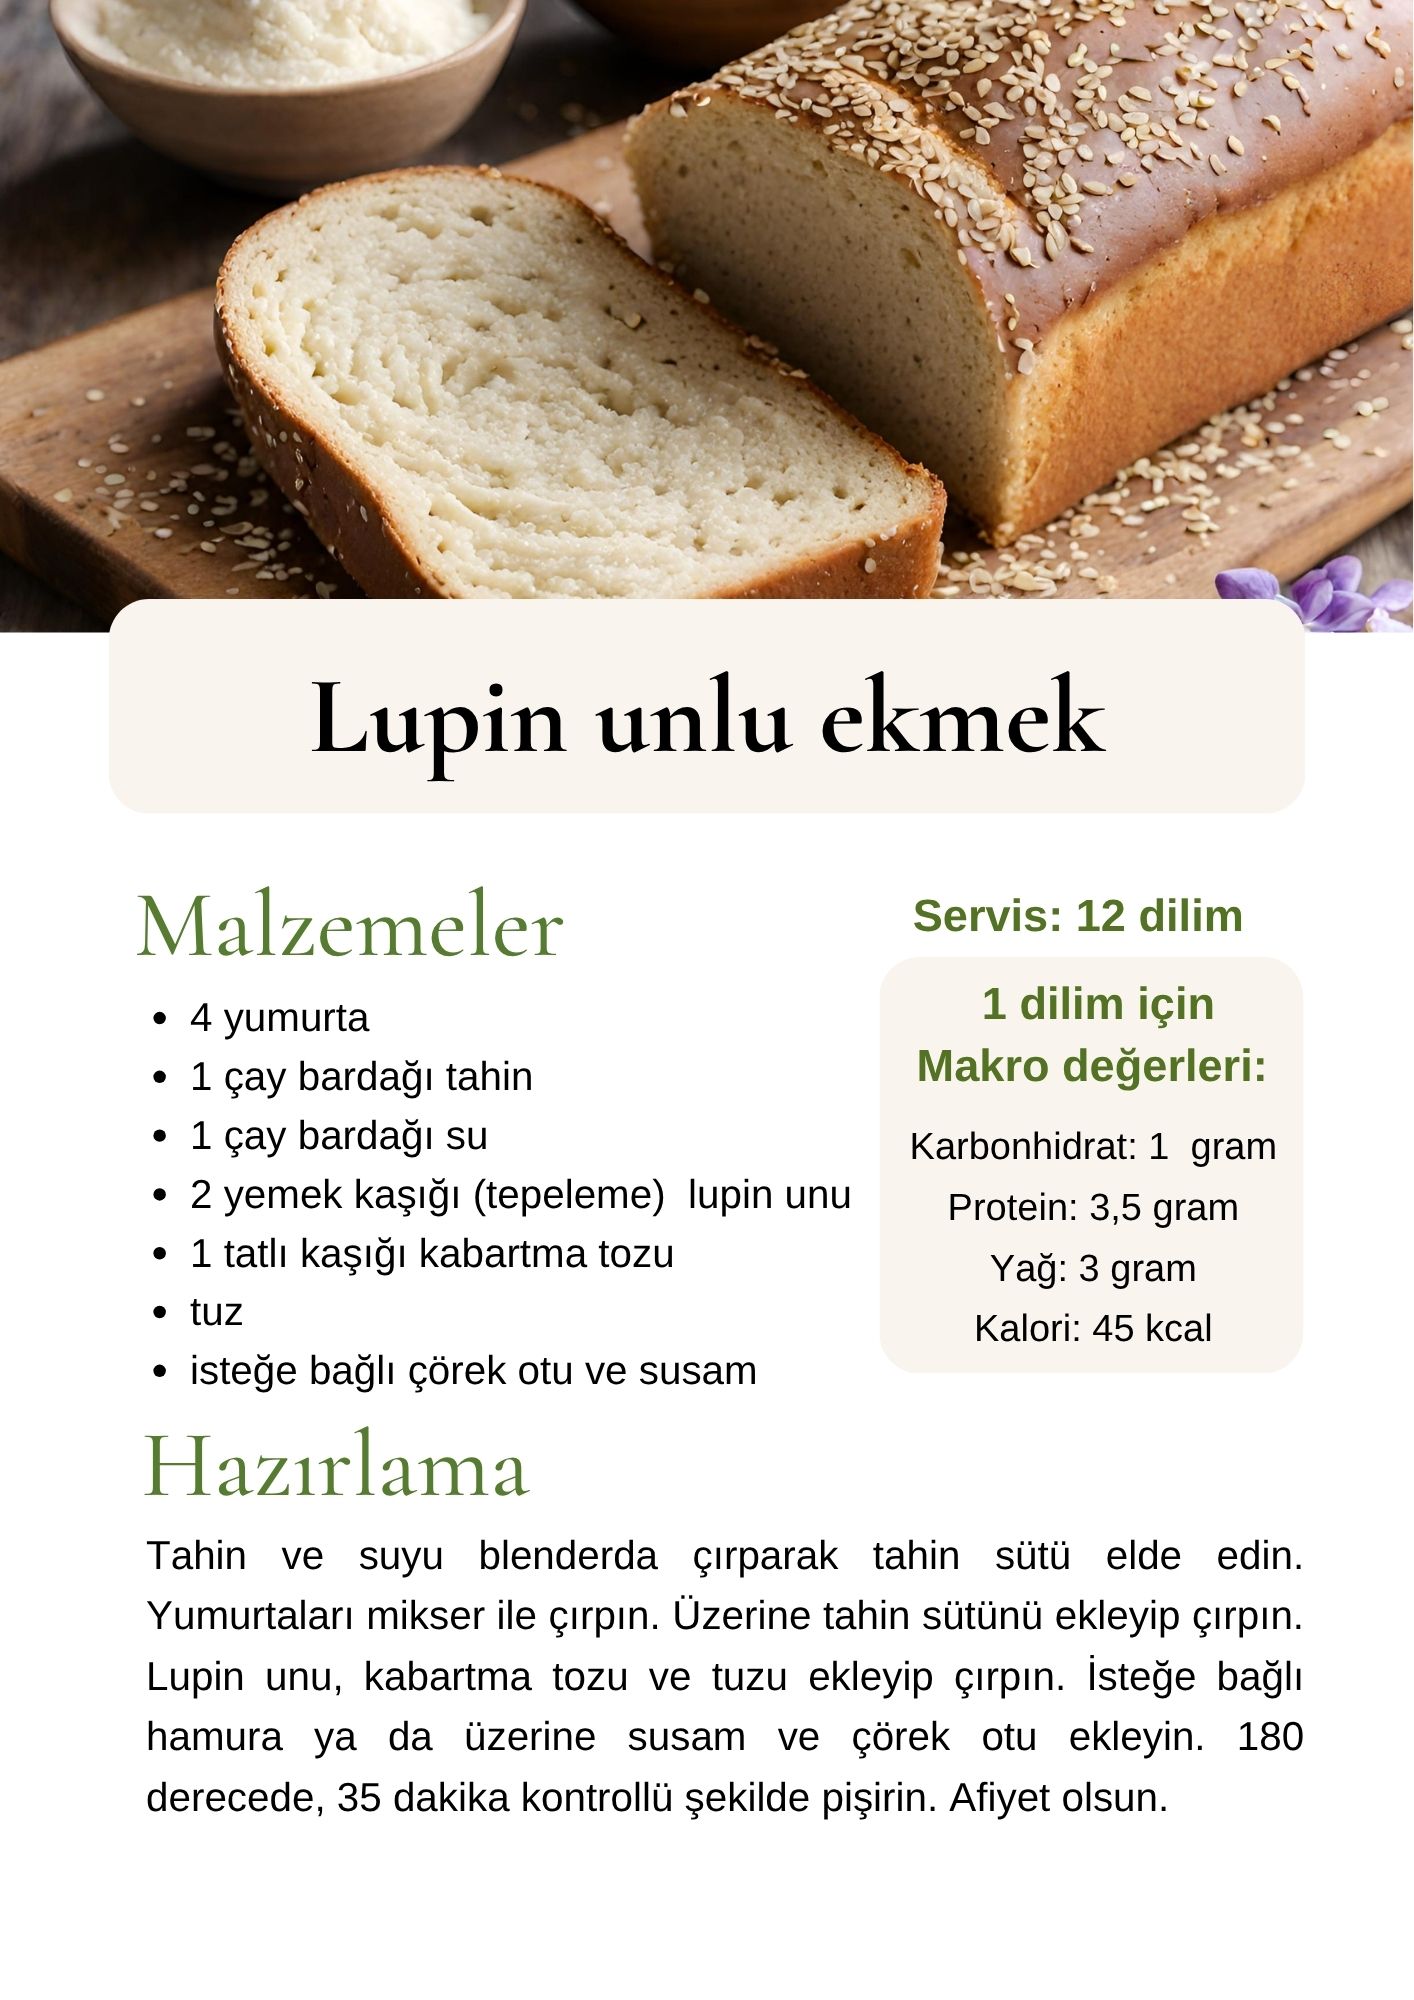 Lupin unlu ekmek
Malzemeler
4 yumurta
1 çay bardağı tahin
1 çay bardağı su
2 yemek kaşığı (tepeleme)  lupin unu
1 tatlı kaşığı kabartma tozu
tuz
isteğe bağlı çörek otu ve susam
Servis: 12 dilim
1 dilim için
Makro değerleri:
Karbonhidrat: 1  gram
Protein: 3,5 gram
Yağ: 3 gram
Kalori: 45 kcal
Hazırlama
Tahin ve suyu blenderda çırparak tahin sütü elde edin.
Yumurtaları mikser ile çırpın. Üzerine tahin sütünü ekleyip çırpın.
Lupin unu, kabartma tozu ve tuzu ekleyip çırpın. İsteğe bağlı
hamura ya da üzerine susam ve çörek otu ekleyin. 180
derecede, 35 dakika kontrollü şekilde pişirin. Afiyet olsun.